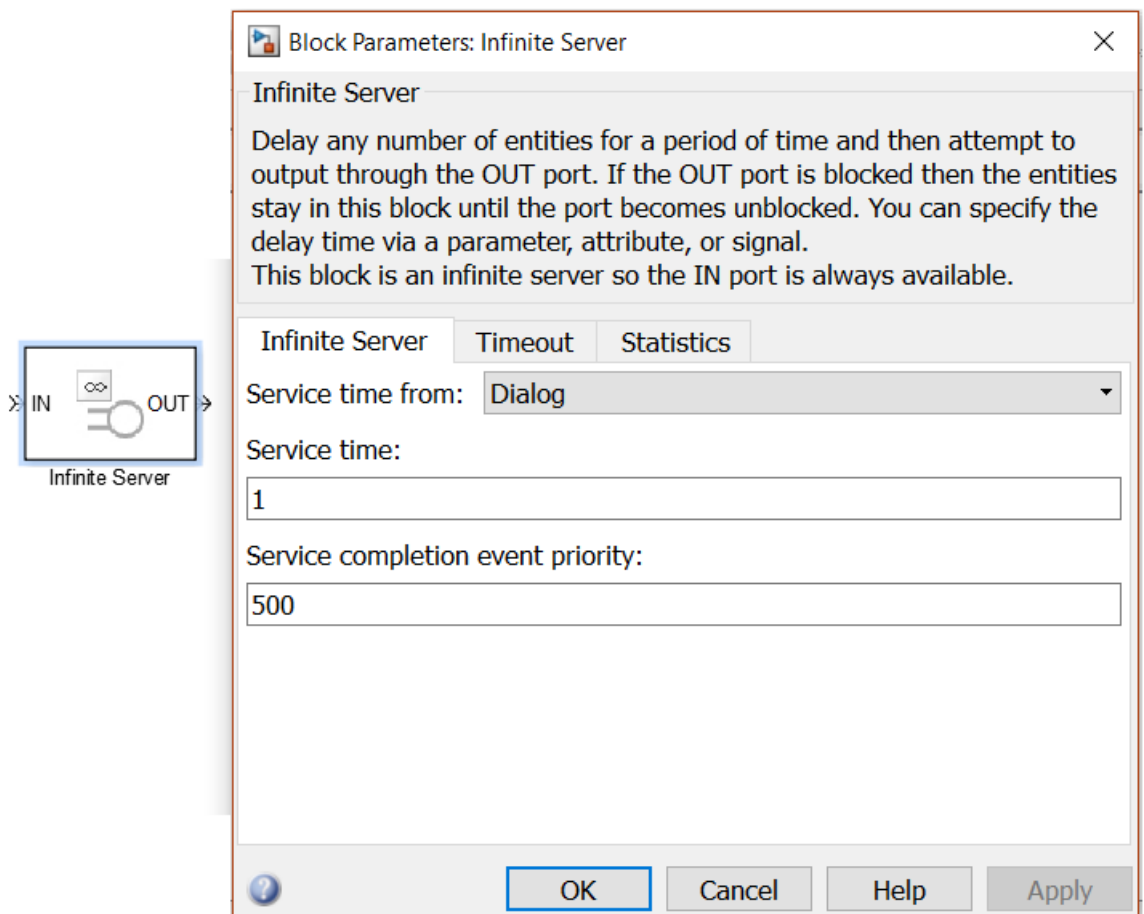 Block Parameters: Infinite Server
Infinite Server
Delay any number of entities for a period of time and then attempt to
output through the OUT port. If the OUT port is blocked then the entities
stay in this block until the port becomes unblocked. You can specify the
delay time via a parameter, attribute, or signal.
This block is an infinite server so the IN port is always available.
Infinite Server Timeout Statistics
Service time from: Dialog
Service time:
1
Service completion event priority:
500
OK Cancel Help Apply
∞
IN OUT
Infinite Server